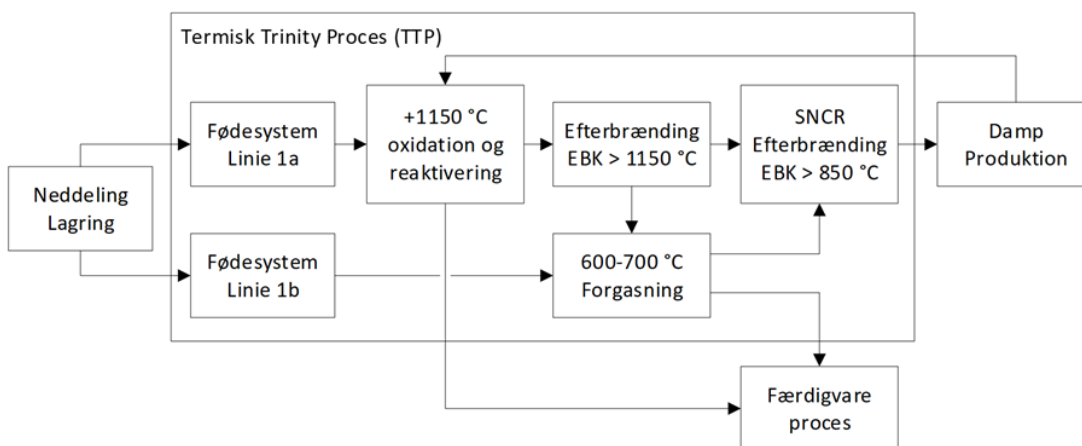 Termisk Trinity Proces (TTP)
Neddeling
Lagring
Fødesystem
Linie 1a
+1150 °C
oxidation og
reaktivering
Efterbrænding
EBK > 1150 °C
SNCR
Efterbrænding
EBK > 850 °C
Damp
Produktion
Fødesystem
Linie 1b
600-700 °C
Forgasning
Færdigvare
proces